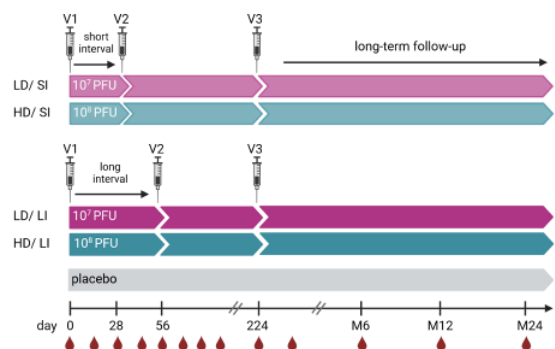 V1 V2 V3
short
interval
long-term follow-up
LD/ SI 10⁷ PFU
HD/ SI 10⁸ PFU
V1 V2 V3
long
interval
LD/ LI 10⁷ PFU
HD/ LI 10⁸ PFU
placebo
day 0 28 56 224 M6 M12 M24